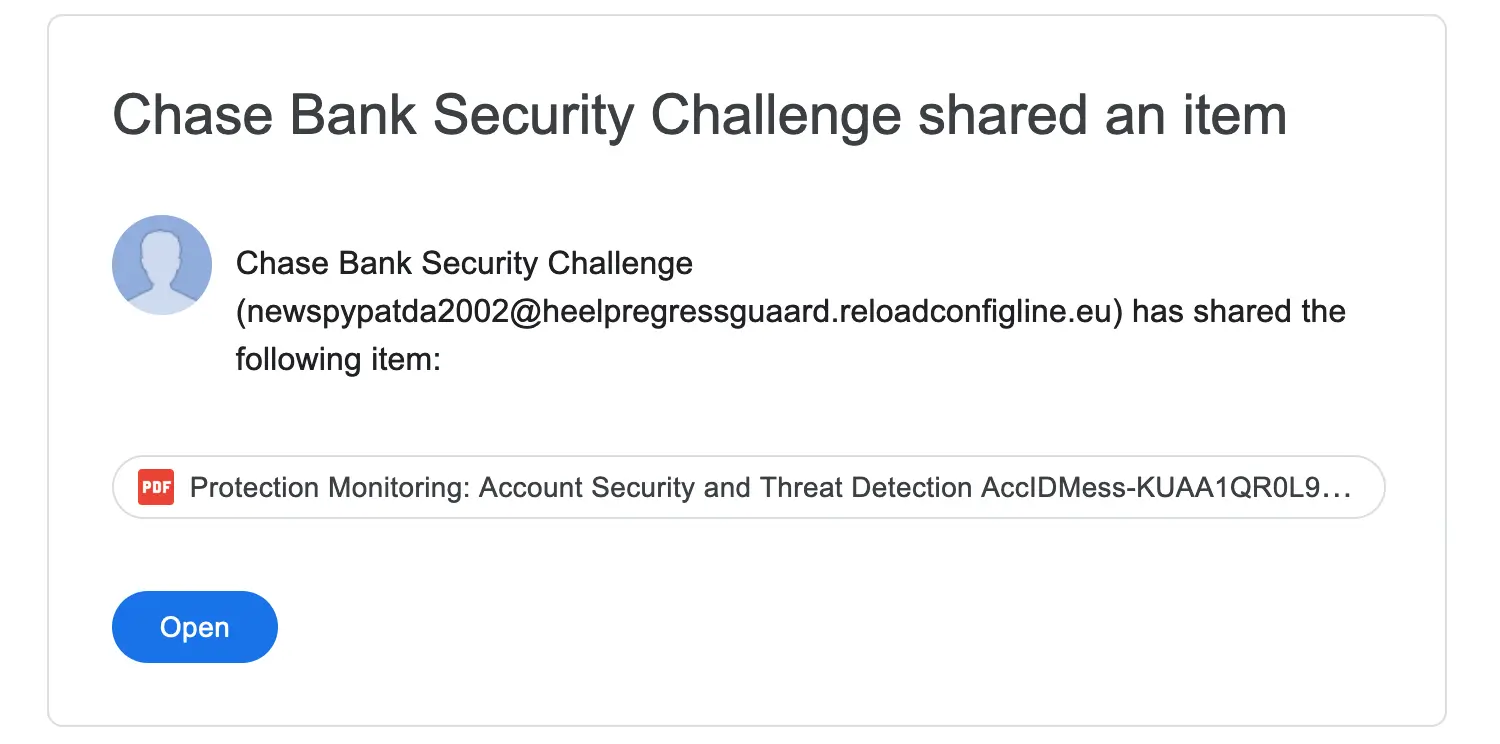 Chase Bank Security Challenge shared an item
Chase Bank Security Challenge
(newspypatda2002@heelpregressguaard.reloadconfigline.eu) has shared the
following item:
PDF Protection Monitoring: Account Security and Threat Detection AccIDMess-KUAA1QR0L9...
Open